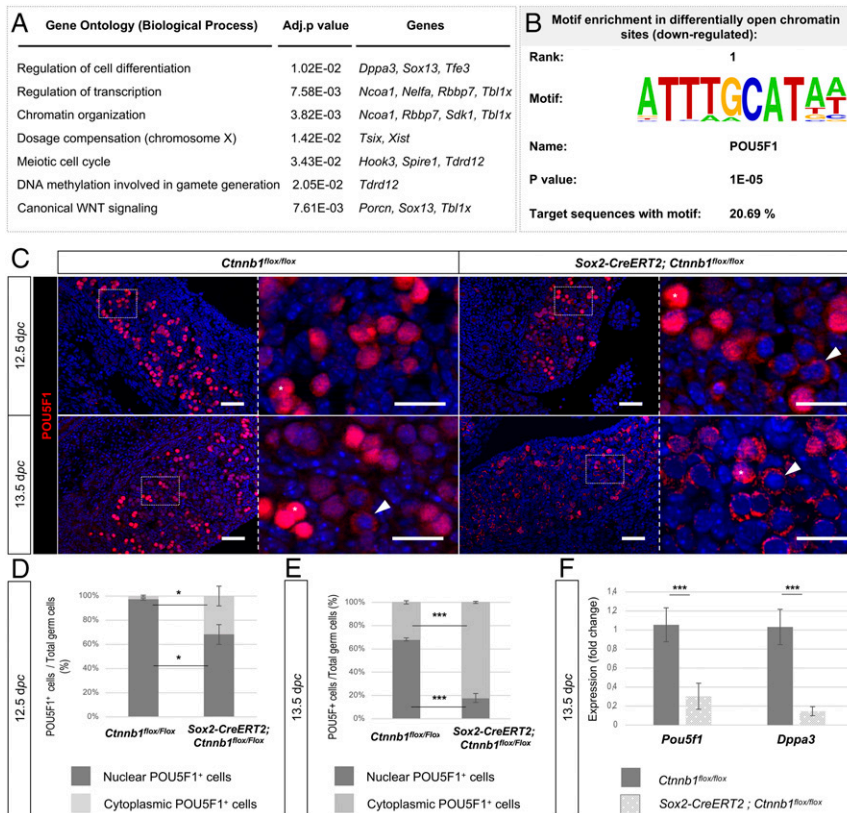 A
Gene Ontology (Biological Process) Adj.p value Genes
Regulation of cell differentiation 1.02E-02 Dppa3, Sox13, Tfe3
Regulation of transcription 7.58E-03 Ncoa1, Nelfa, Rbbp7, Tbl1x
Chromatin organization 3.82E-03 Ncoa1, Rbbp7, Sdk1, Tbl1x
Dosage compensation (chromosome X) 1.42E-02 Tsix, Xist
Meiotic cell cycle 3.43E-02 Hook3, Spire1, Tdrd12
DNA methylation involved in gamete generation 2.05E-02 Tdrd12
Canonical WNT signaling 7.61E-03 Porcn, Sox13, Tbl1x
B
Motif enrichment in differentially open chromatin
sites (down-regulated):
Rank: 1
Motif: ATTTGCATAA
Name: POU5F1
P value: 1E-05
Target sequences with motif: 20.69 %
C
Ctnnb1flox/flox Sox2-CreERT2; Ctnnb1flox/flox
POU5F1
12.5 dpc
*
*
13.5 dpc
*
*
D
12.5 dpc
POU5F1+ cells / Total germ cells
(%)
100%
80%
60%
40%
20%
0%
*
*
Ctnnb1flox/Flox Sox2-CreERT2;
Ctnnb1flox/Flox
Nuclear POU5F1+ cells
Cytoplasmic POU5F1+ cells
E
13.5 dpc
POU5F+ cells /Total germ cells (%)
100%
80%
60%
40%
20%
0%
***
***
Ctnnb1flox/Flox Sox2-CreERT2;
Ctnnb1flox/Flox
Nuclear POU5F1+ cells
Cytoplasmic POU5F1+ cells
F
13.5 dpc
Expression (fold change)
1,4
1.2
1
0.8
0.6
0.4
0.2
0
*** ***
Pou5f1 Dppa3
Ctnnb1flox/flox
Sox2-CreERT2 ; Ctnnb1flox/flox